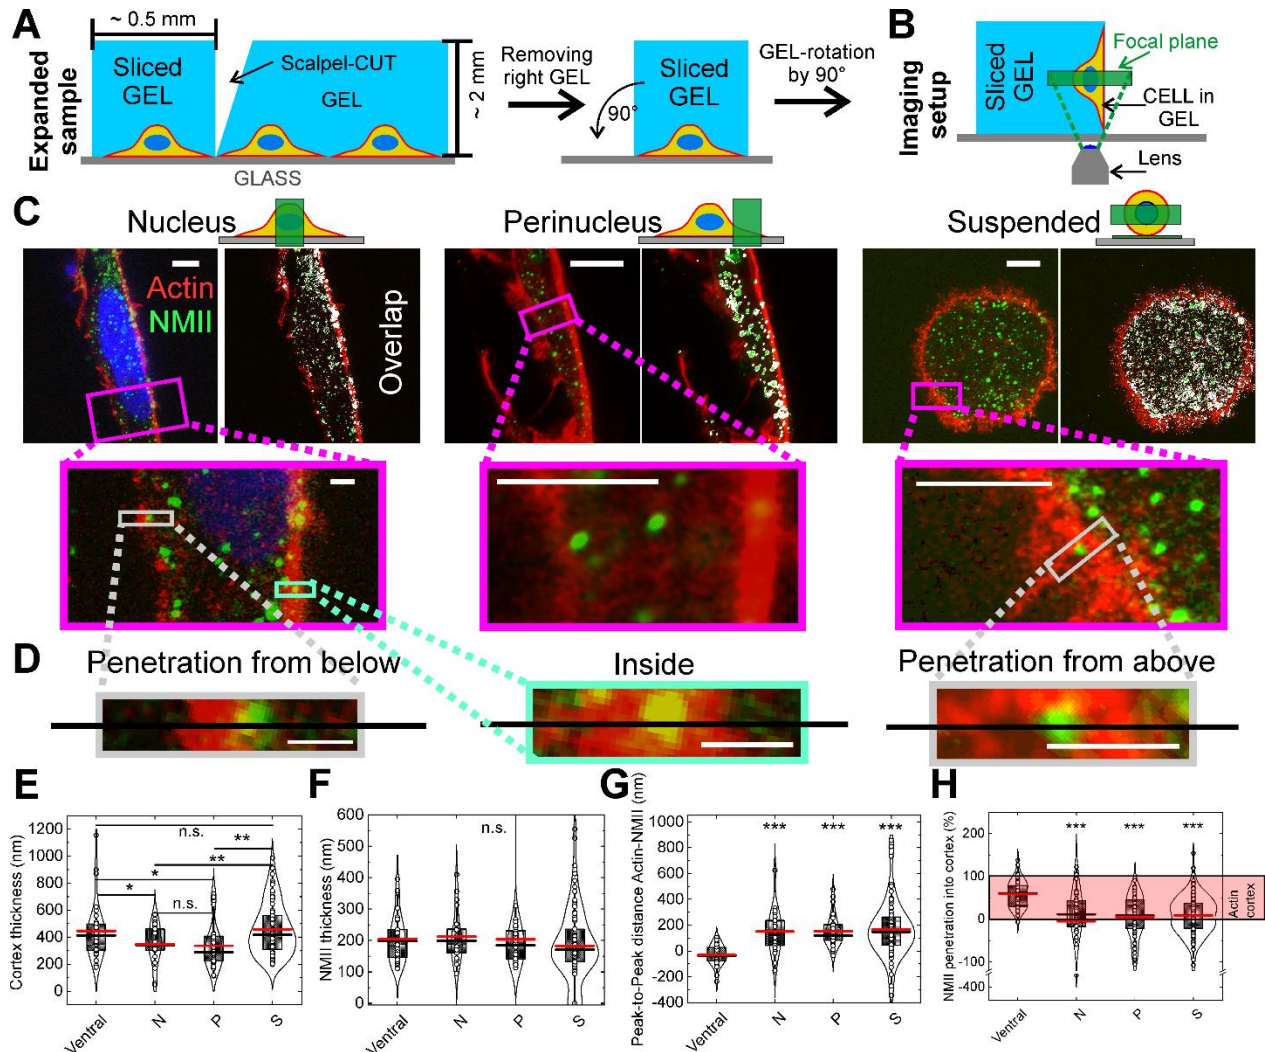 A
~ 0.5 mm
Expanded
sample
Sliced
GEL
Scalpel-CUT
GEL
~ 2 mm
GLASS
Removing
right GEL
90°
Sliced
GEL
GEL-rotation
by 90°
B
Imaging
setup
Sliced
GEL
Focal plane
CELL in
GEL
Lens
C
Nucleus
Perinucleus
Suspended
Actin
NMII
Overlap
D
Penetration from below
Inside
Penetration from above
E
Cortex thickness (nm)
1200
1000
800
600
400
200
0
n.s.
**
**
*
*
n.s.
Ventral
N
P
S
F
NMII thickness (nm)
600
500
400
300
200
100
0
n.s.
Ventral
N
P
S
G
Peak-to-Peak distance Actin-NMII (nm)
1000
800
600
400
200
0
-200
-400
***
***
***
Ventral
N
P
S
H
NMII penetration into cortex (%)
200
100
0
-100
-400
***
***
***
Actin
cortex
Ventral
N
P
S